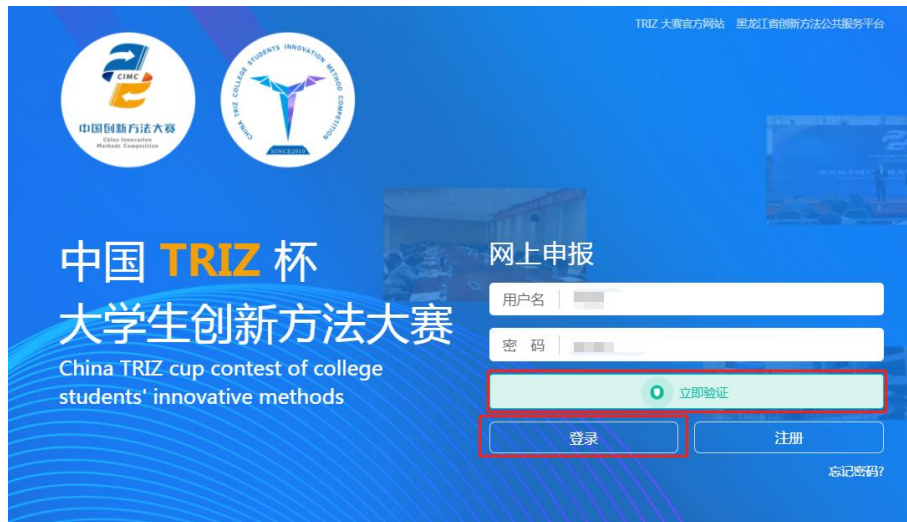 TRIZ 大赛官方网站 黑龙江省创新方法公共服务平台
CIMC
中国创新方法大赛
China Innovation
Methods Competition
CHINA TRIZ COLLEGE STUDENTS INNOVATION METHOD COMPETITION
SINCE2010
中国 TRIZ 杯
大学生创新方法大赛
China TRIZ cup contest of college
students' innovative methods
网上申报
用户名
密 码
立即验证
登录 注册
忘记密码?